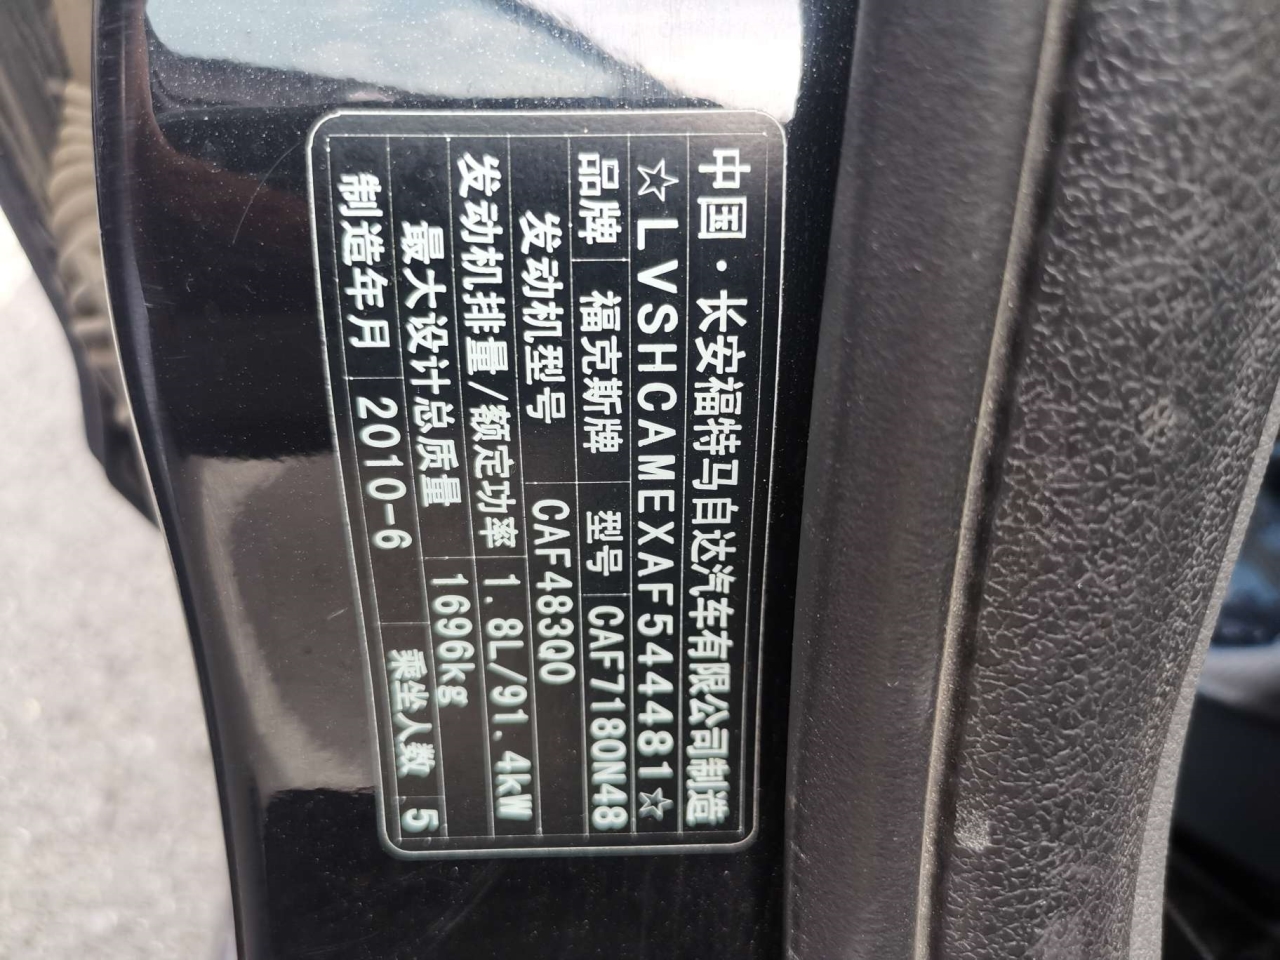 中国·长安福特马自达汽车有限公司制造
☆LVSHCAMEXAF544481☆
品牌 福克斯牌 型号 CAF7180N48
发动机型号 CAF483Q0
发动机排量/额定功率 1.8L/91.4kW
最大设计总质量 1696kg
制造年月 2010-6 乘坐人数 5